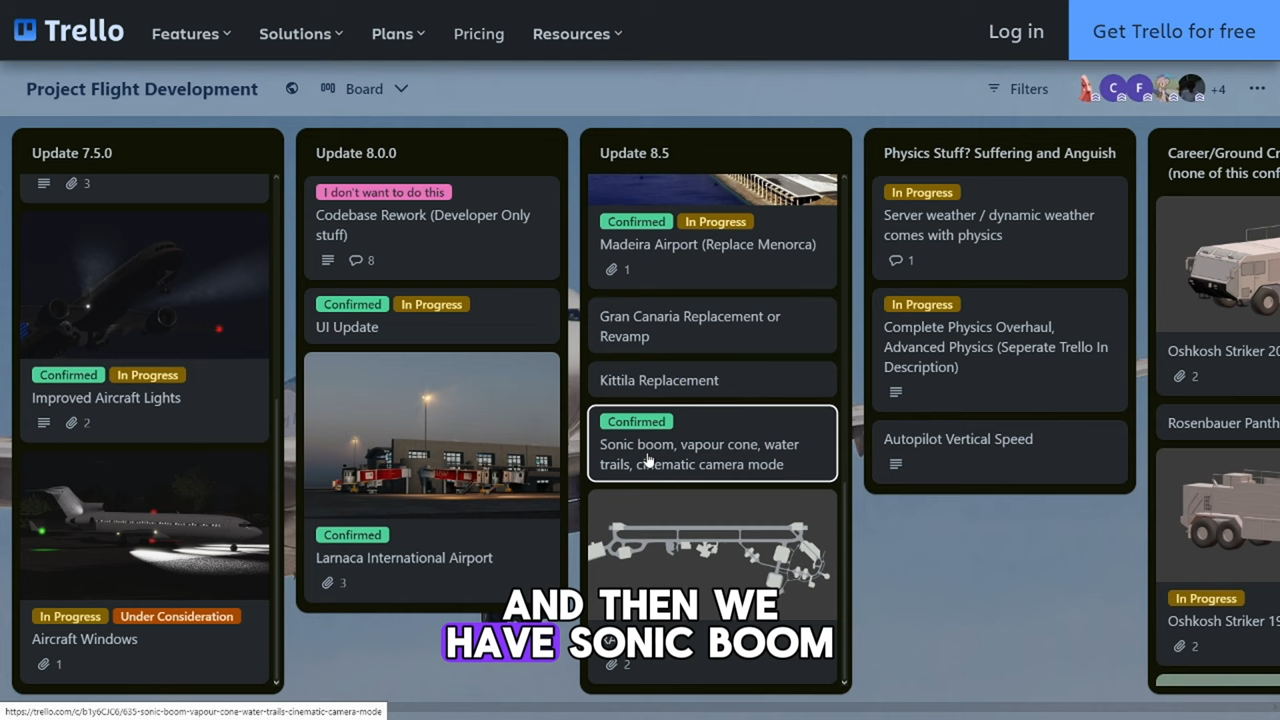 Trello
Features
Solutions
Plans
Pricing
Resources
Log in
Get Trello for free
Project Flight Development
Board
Filters
C
F
+4
Update 7.5.0
3
Confirmed
In Progress
Improved Aircraft Lights
2
In Progress
Under Consideration
Aircraft Windows
1
Update 8.0.0
I don't want to do this
Codebase Rework (Developer Only
stuff)
8
Confirmed
In Progress
UI Update
Confirmed
Larnaca International Airport
3
Update 8.5
Confirmed
In Progress
Madeira Airport (Replace Menorca)
1
Gran Canaria Replacement or
Revamp
Kittila Replacement
Confirmed
Sonic boom, vapour cone, water
trails, cinematic camera mode
2
Physics Stuff? Suffering and Anguish
In Progress
Server weather / dynamic weather
comes with physics
1
In Progress
Complete Physics Overhaul,
Advanced Physics (Seperate Trello In
Description)
Autopilot Vertical Speed
Career/Ground Cr
(none of this conf
Oshkosh Striker 20
2
Rosenbauer Panth
In Progress
Oshkosh Striker 19
2
AND THEN WE
HAVE SONIC BOOM
https://trello.com/c/b1y6CJC6/635-sonic-boom-vapour-cone-water-trails-cinematic-camera-mode